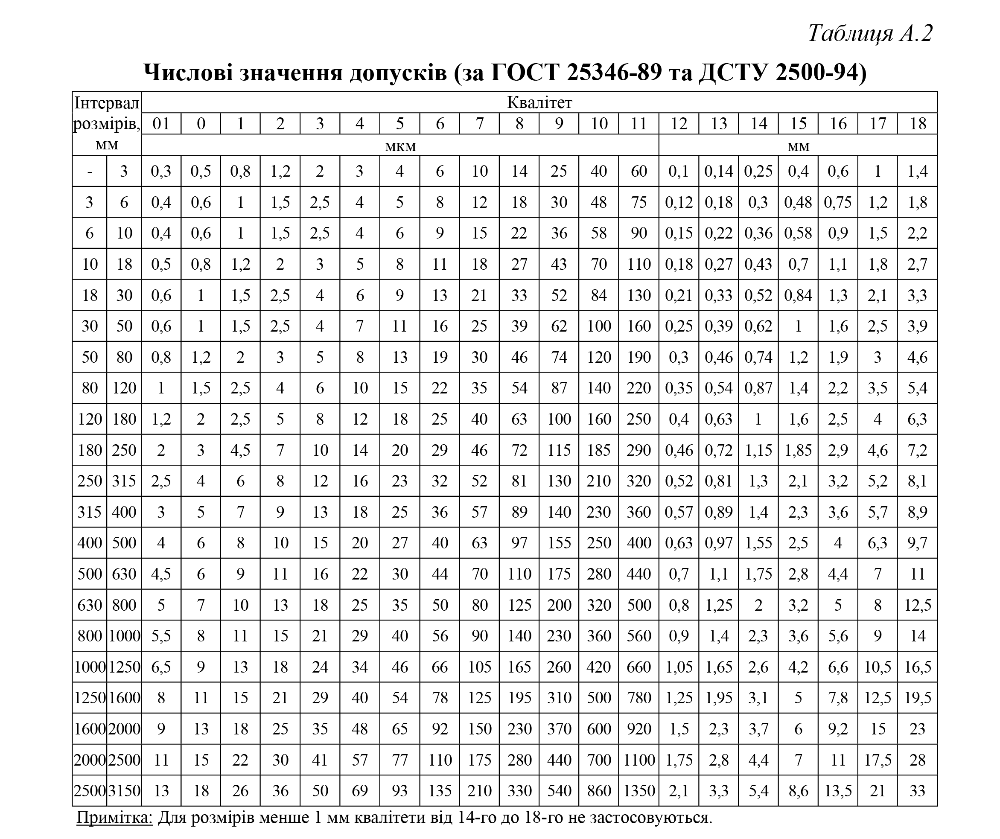 Таблиця А.2
Числові значення допусків (за ГОСТ 25346-89 та ДСТУ 2500-94)
Інтервал розмірів, мм Квалітет
01 0 1 2 3 4 5 6 7 8 9 10 11 12 13 14 15 16 17 18
мкм мм
- 3 0,3 0,5 0,8 1,2 2 3 4 6 10 14 25 40 60 0,1 0,14 0,25 0,4 0,6 1 1,4
3 6 0,4 0,6 1 1,5 2,5 4 5 8 12 18 30 48 75 0,12 0,18 0,3 0,48 0,75 1,2 1,8
6 10 0,4 0,6 1 1,5 2,5 4 6 9 15 22 36 58 90 0,15 0,22 0,36 0,58 0,9 1,5 2,2
10 18 0,5 0,8 1,2 2 3 5 8 11 18 27 43 70 110 0,18 0,27 0,43 0,7 1,1 1,8 2,7
18 30 0,6 1 1,5 2,5 4 6 9 13 21 33 52 84 130 0,21 0,33 0,52 0,84 1,3 2,1 3,3
30 50 0,6 1 1,5 2,5 4 7 11 16 25 39 62 100 160 0,25 0,39 0,62 1 1,6 2,5 3,9
50 80 0,8 1,2 2 3 5 8 13 19 30 46 74 120 190 0,3 0,46 0,74 1,2 1,9 3 4,6
80 120 1 1,5 2,5 4 6 10 15 22 35 54 87 140 220 0,35 0,54 0,87 1,4 2,2 3,5 5,4
120 180 1,2 2 2,5 5 8 12 18 25 40 63 100 160 250 0,4 0,63 1 1,6 2,5 4 6,3
180 250 2 3 4,5 7 10 14 20 29 46 72 115 185 290 0,46 0,72 1,15 1,85 2,9 4,6 7,2
250 315 2,5 4 6 8 12 16 23 32 52 81 130 210 320 0,52 0,81 1,3 2,1 3,2 5,2 8,1
315 400 3 5 7 9 13 18 25 36 57 89 140 230 360 0,57 0,89 1,4 2,3 3,6 5,7 8,9
400 500 4 6 8 10 15 20 27 40 63 97 155 250 400 0,63 0,97 1,55 2,5 4 6,3 9,7
500 630 4,5 6 9 11 16 22 30 44 70 110 175 280 440 0,7 1,1 1,75 2,8 4,4 7 11
630 800 5 7 10 13 18 25 35 50 80 125 200 320 500 0,8 1,25 2 3,2 5 8 12,5
800 1000 5,5 8 11 15 21 29 40 56 90 140 230 360 560 0,9 1,4 2,3 3,6 5,6 9 14
1000 1250 6,5 9 13 18 24 34 46 66 105 165 260 420 660 1,05 1,65 2,6 4,2 6,6 10,5 16,5
1250 1600 8 11 15 21 29 40 54 78 125 195 310 500 780 1,25 1,95 3,1 5 7,8 12,5 19,5
1600 2000 9 13 18 25 35 48 65 92 150 230 370 600 920 1,5 2,3 3,7 6 9,2 15 23
2000 2500 11 15 22 30 41 57 77 110 175 280 440 700 1100 1,75 2,8 4,4 7 11 17,5 28
2500 3150 13 18 26 36 50 69 93 135 210 330 540 860 1350 2,1 3,3 5,4 8,6 13,5 21 33
Примітка: Для розмірів менше 1 мм квалітети від 14-го до 18-го не застосовуються.